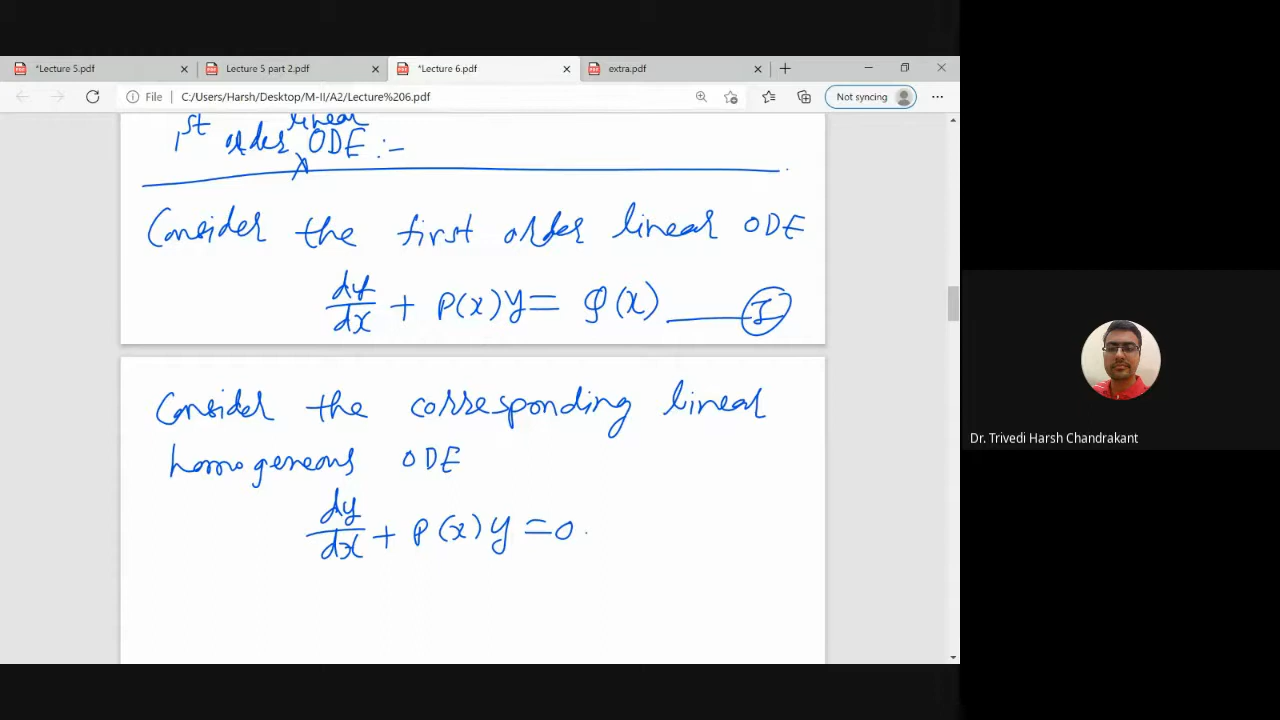 *Lecture 5.pdf
Lecture 5 part 2.pdf
*Lecture 6.pdf
extra.pdf
File
C:/Users/Harsh/Desktop/M-II/A2/Lecture%206.pdf
Not syncing
linear
1st order ODE :-
Consider the first order linear ODE
dy/dx + P(x)y = Q(x) — I
Consider the corresponding linear
homogeneous ODE
dy/dx + P(x)y = 0.
Dr. Trivedi Harsh Chandrakant